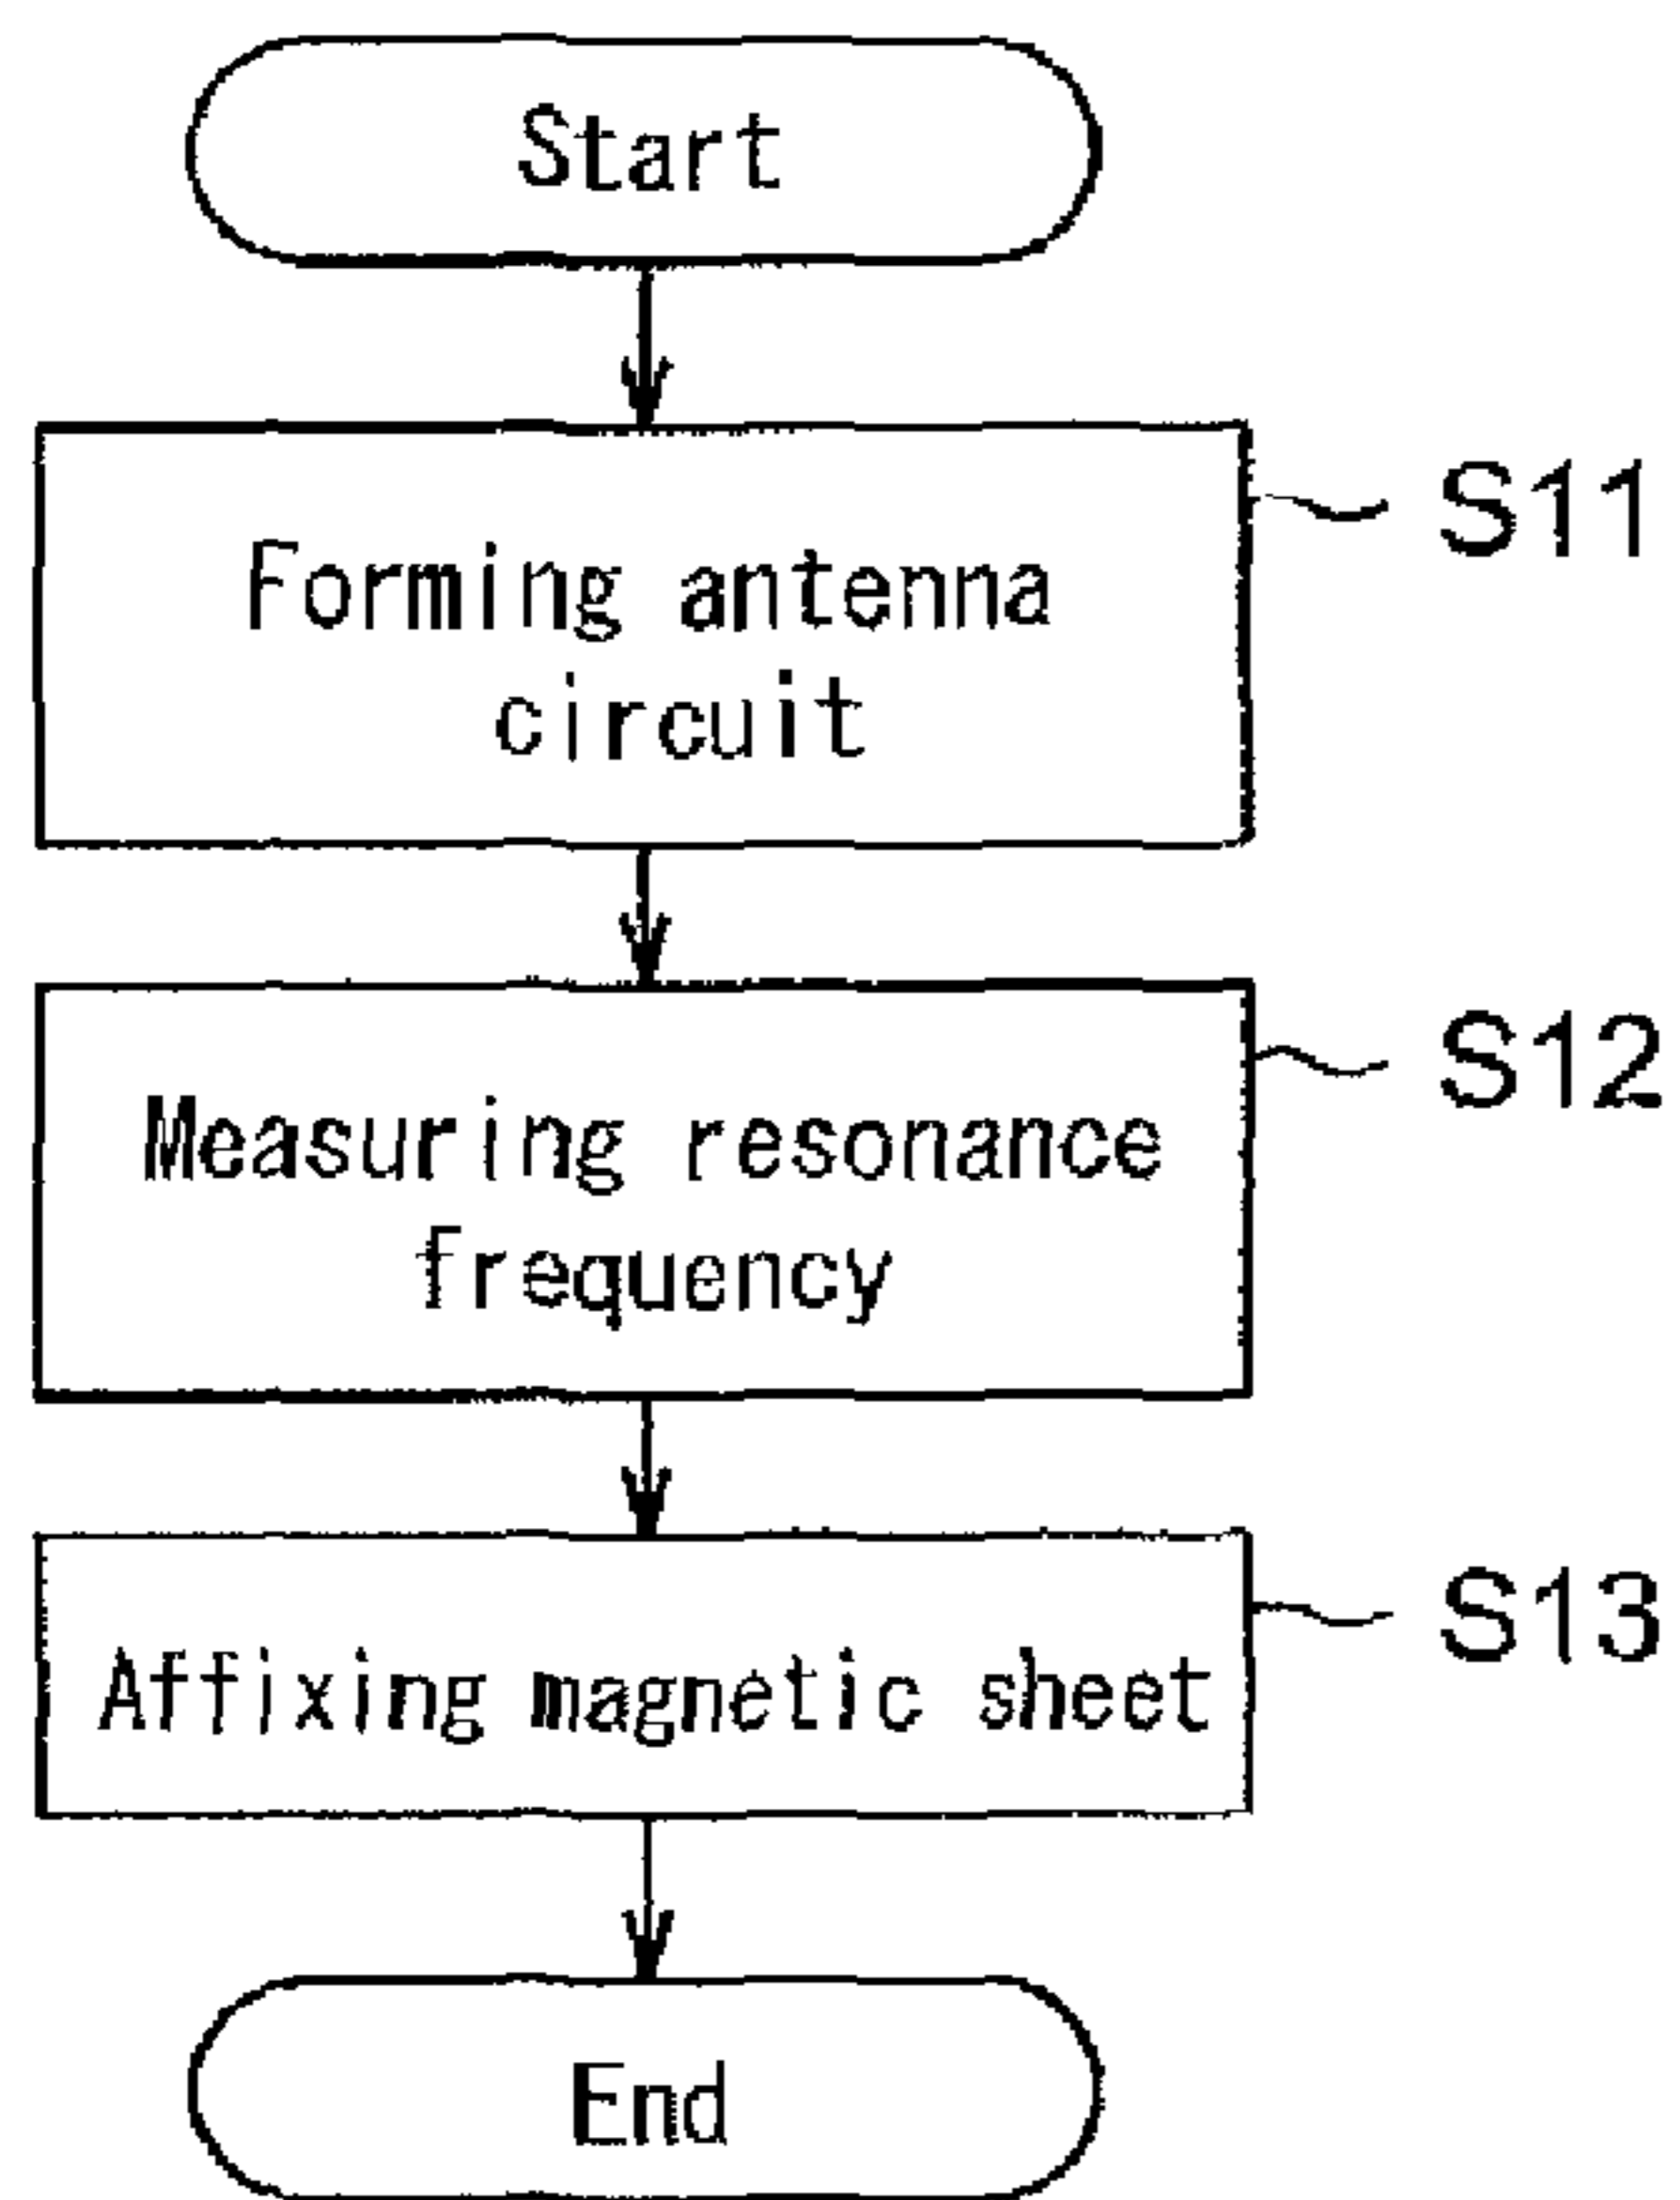 Start
S11
Forming antenna
circuit
S12
Measuring resonance
frequency
S13
Affixing magnetic sheet
End